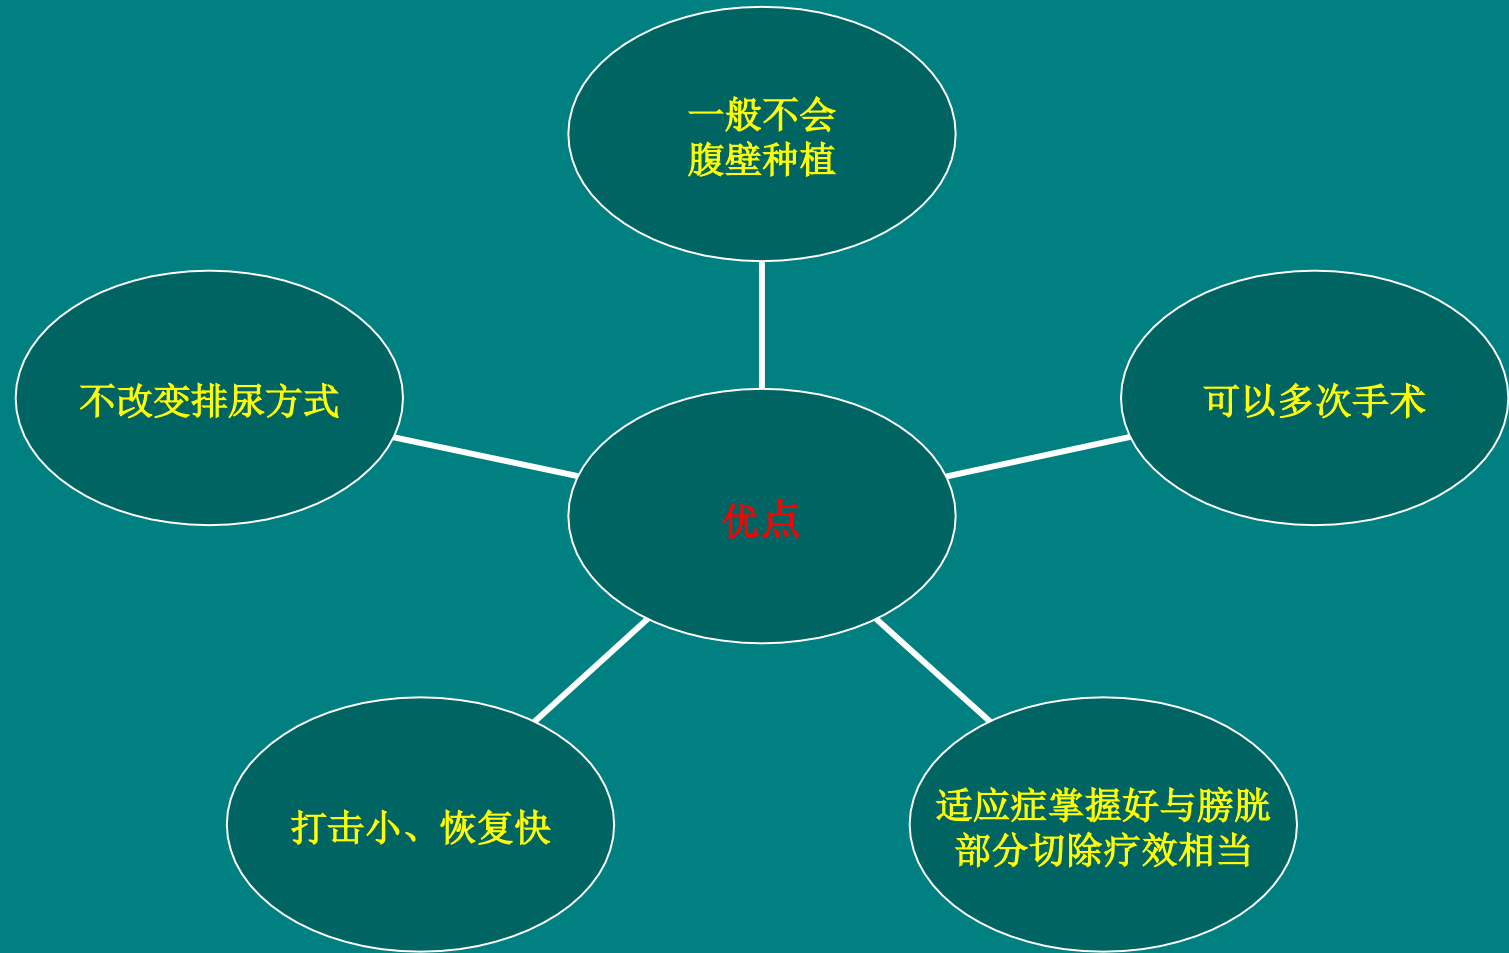 一般不会
腹壁种植
不改变排尿方式
可以多次手术
优点
打击小、恢复快
适应症掌握好与膀胱
部分切除疗效相当